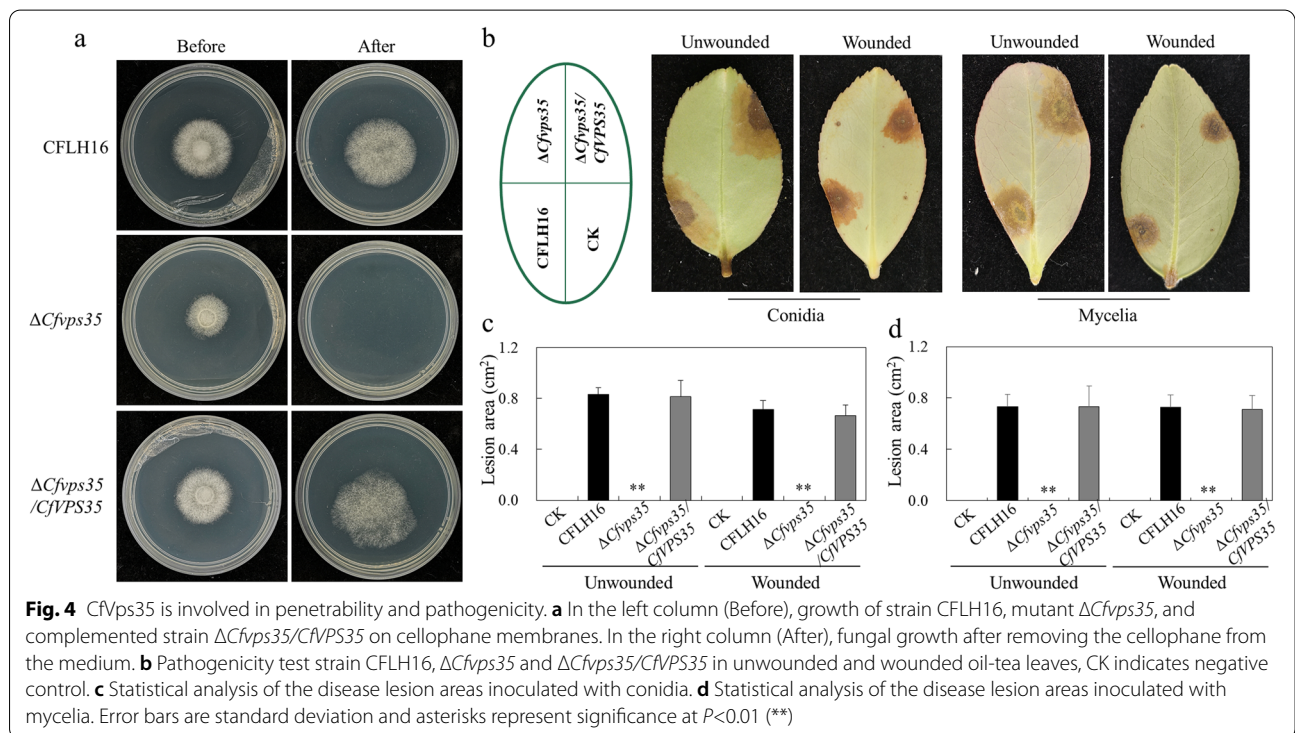 a
Before
After
CFLH16
ΔCfvps35
ΔCfvps35
/CfVPS35
b
ΔCfvps35
ΔCfvps35/
CfVPS35
CFLH16
CK
Unwounded
Wounded
Unwounded
Wounded
Conidia
Mycelia
c
Lesion area (cm²)
1.2
0.8
0.4
0.0
**
**
CK
CFLH16
ΔCfvps35
ΔCfvps35/
CfVPS35
CK
CFLH16
ΔCfvps35
ΔCfvps35
/CfVPS35
Unwounded
Wounded
d
Lesion area (cm²)
1.2
0.8
0.4
0.0
**
**
CK
CFLH16
ΔCfvps35
ΔCfvps35/
CfVPS35
CK
CFLH16
ΔCfvps35
ΔCfvps35/
CfVPS35
Unwounded
Wounded
Fig. 4 CfVps35 is involved in penetrability and pathogenicity. a In the left column (Before), growth of strain CFLH16, mutant ΔCfvps35, and
complemented strain ΔCfvps35/CfVPS35 on cellophane membranes. In the right column (After), fungal growth after removing the cellophane from
the medium. b Pathogenicity test strain CFLH16, ΔCfvps35 and ΔCfvps35/CfVPS35 in unwounded and wounded oil-tea leaves, CK indicates negative
control. c Statistical analysis of the disease lesion areas inoculated with conidia. d Statistical analysis of the disease lesion areas inoculated with
mycelia. Error bars are standard deviation and asterisks represent significance at P<0.01 (**)